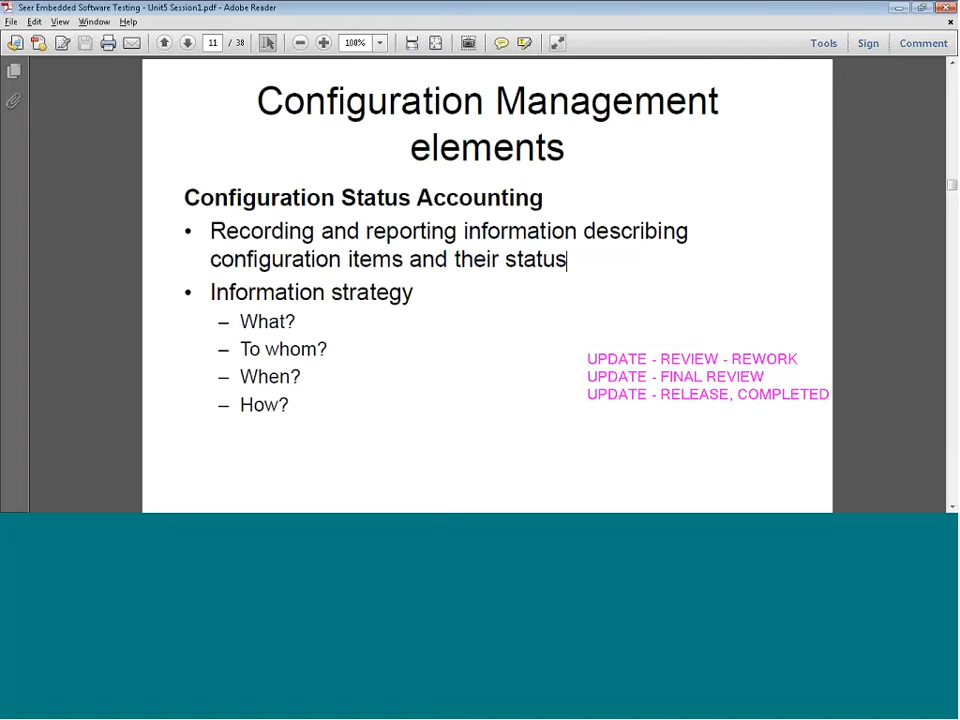 Seer Embedded Software Testing - Unit5 Session1.pdf - Adobe Reader
File Edit View Window Help
11 / 38 100% Tools Sign Comment
Configuration Management
elements
Configuration Status Accounting
• Recording and reporting information describing
configuration items and their status
• Information strategy
– What?
– To whom?
– When?
– How?
UPDATE - REVIEW - REWORK
UPDATE - FINAL REVIEW
UPDATE - RELEASE, COMPLETED